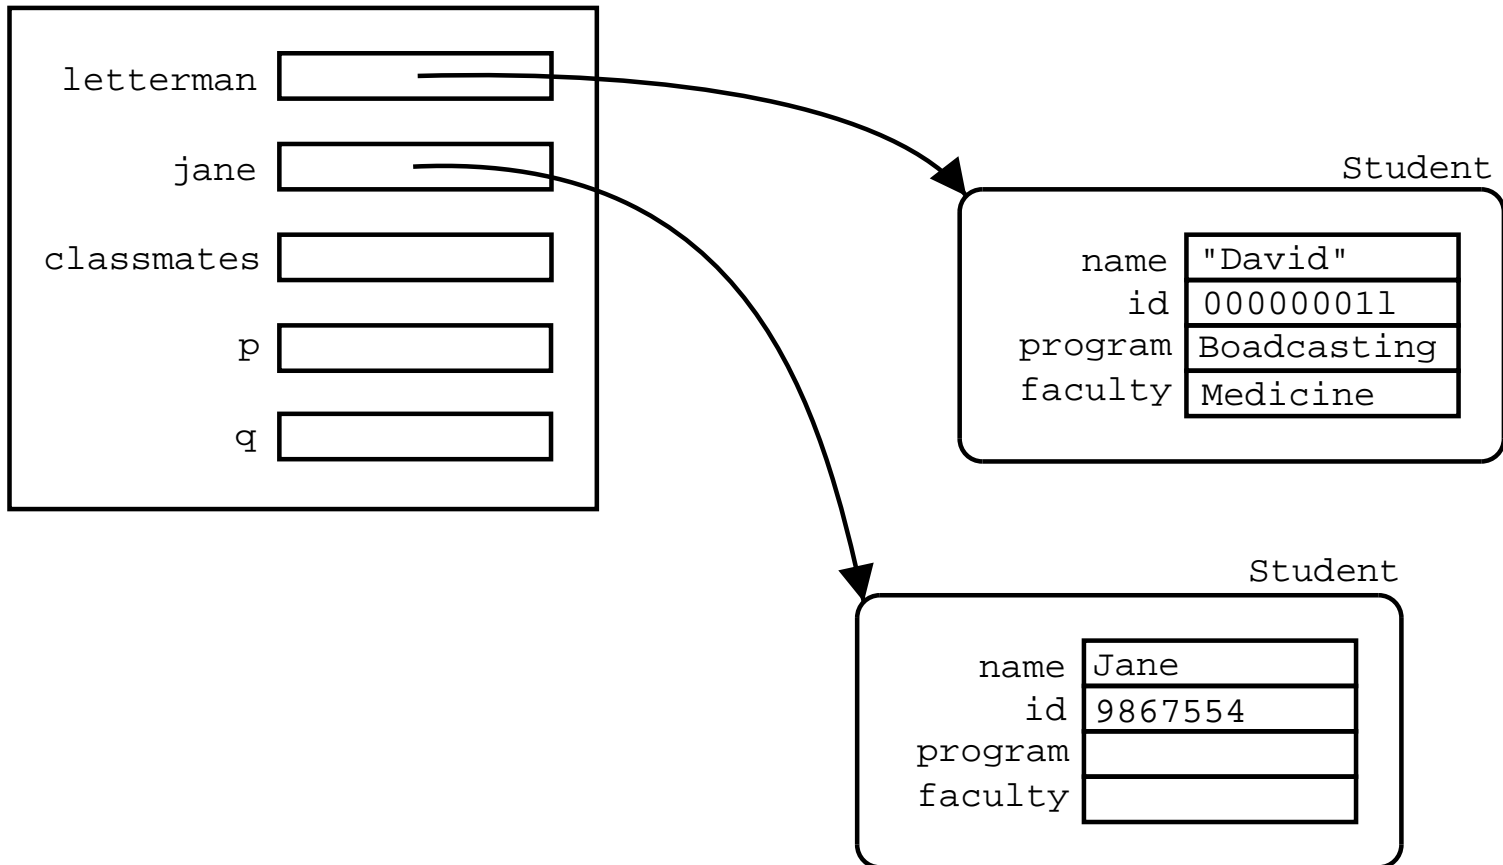 letterman
jane
classmates
p
q
Student
name "David"
id 00000001l
program Boadcasting
faculty Medicine
Student
name Jane
id 9867554
program
faculty